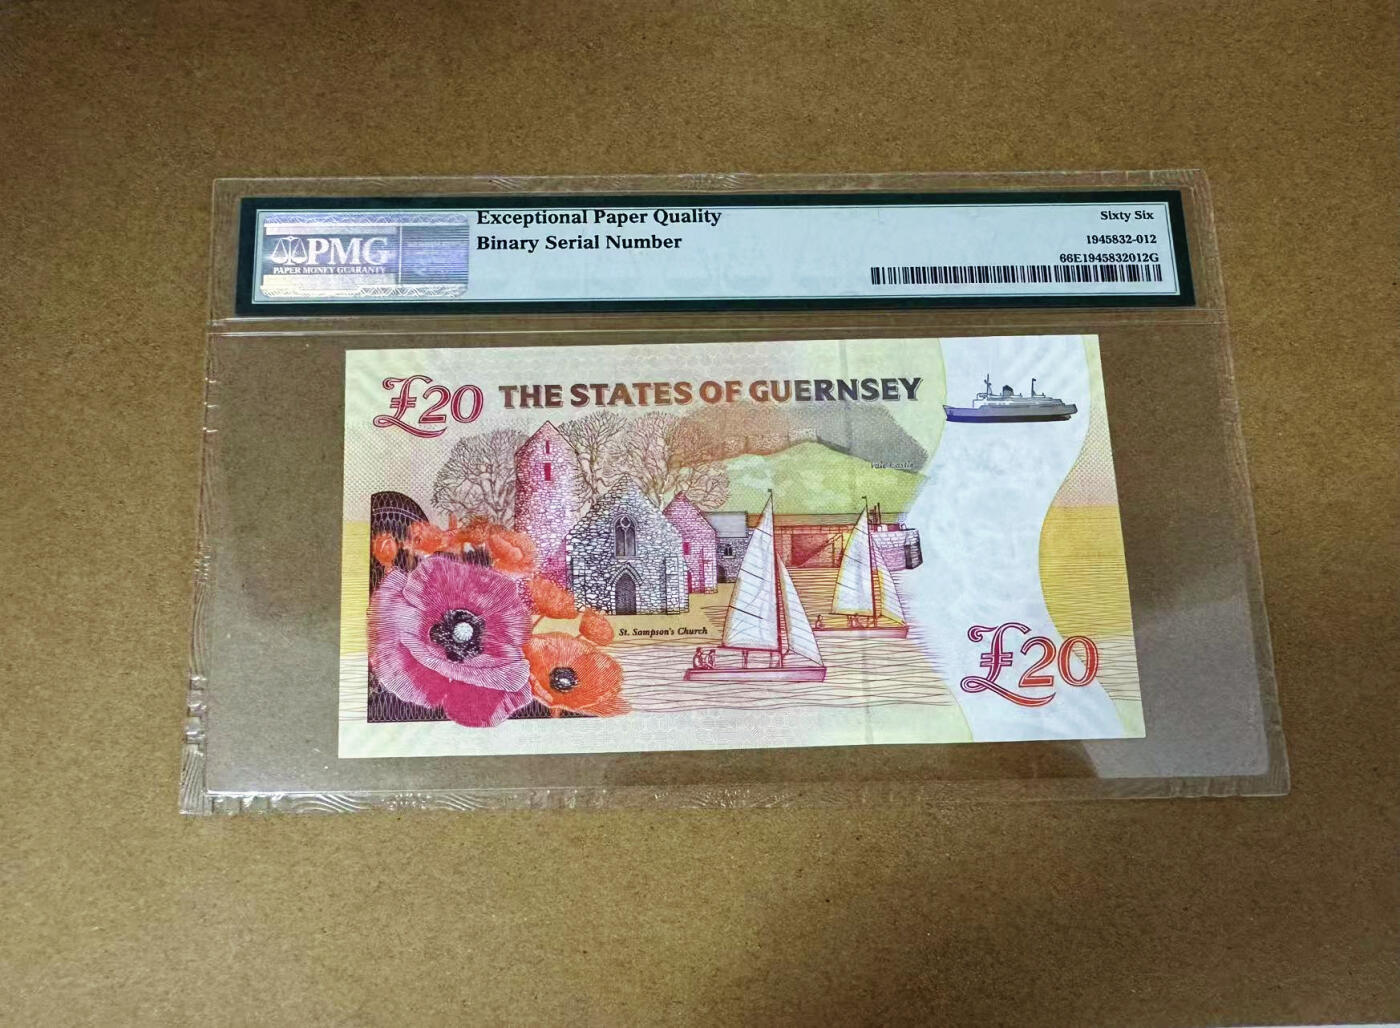 PMG
PAPER MONEY GUARANTY
Exceptional Paper Quality
Binary Serial Number
Sixty Six
1945832-012
66E1945832012G
£20
THE STATES OF GUERNSEY
Vale Castle
St. Sampson's Church
£20